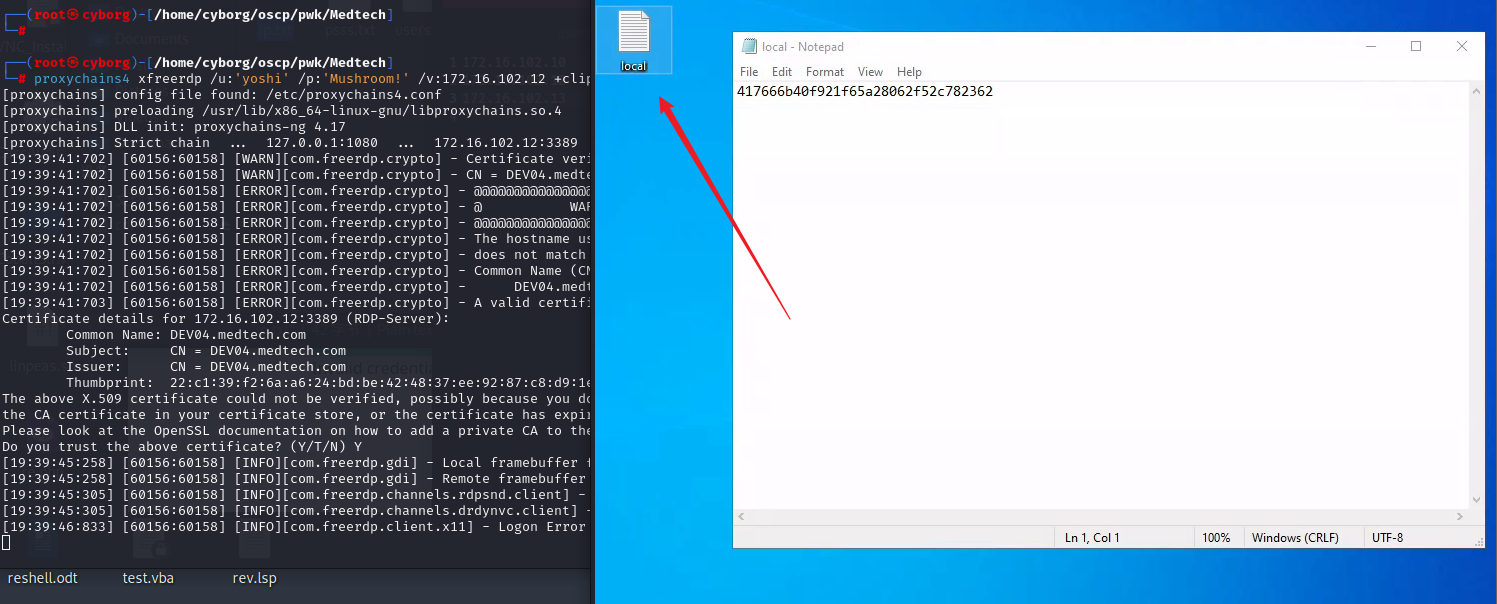 ┌──(root㉿cyborg)-[/home/cyborg/oscp/pwk/Medtech]
└─#
┌──(root㉿cyborg)-[/home/cyborg/oscp/pwk/Medtech]
└─# proxychains4 xfreerdp /u:'yoshi' /p:'Mushroom!' /v:172.16.102.12 +clip
[proxychains] config file found: /etc/proxychains4.conf
[proxychains] preloading /usr/lib/x86_64-linux-gnu/libproxychains.so.4
[proxychains] DLL init: proxychains-ng 4.17
[proxychains] Strict chain ... 127.0.0.1:1080 ... 172.16.102.12:3389
[19:39:41:702] [60156:60158] [WARN][com.freerdp.crypto] - Certificate veri
[19:39:41:702] [60156:60158] [WARN][com.freerdp.crypto] - CN = DEV04.medte
[19:39:41:702] [60156:60158] [ERROR][com.freerdp.crypto] - @@@@@@@@@@@@@@@
[19:39:41:702] [60156:60158] [ERROR][com.freerdp.crypto] - @ WAR
[19:39:41:702] [60156:60158] [ERROR][com.freerdp.crypto] - @@@@@@@@@@@@@@@
[19:39:41:702] [60156:60158] [ERROR][com.freerdp.crypto] - The hostname us
[19:39:41:702] [60156:60158] [ERROR][com.freerdp.crypto] - does not match
[19:39:41:702] [60156:60158] [ERROR][com.freerdp.crypto] - Common Name (CN
[19:39:41:702] [60156:60158] [ERROR][com.freerdp.crypto] - DEV04.medt
[19:39:41:703] [60156:60158] [ERROR][com.freerdp.crypto] - A valid certifi
Certificate details for 172.16.102.12:3389 (RDP-Server):
Common Name: DEV04.medtech.com
Subject: CN = DEV04.medtech.com
Issuer: CN = DEV04.medtech.com
Thumbprint: 22:c1:39:f2:6a:a6:24:bd:be:42:48:37:ee:92:87:c8:d9:1e
The above X.509 certificate could not be verified, possibly because you do
the CA certificate in your certificate store, or the certificate has expir
Please look at the OpenSSL documentation on how to add a private CA to the
Do you trust the above certificate? (Y/T/N) Y
[19:39:45:258] [60156:60158] [INFO][com.freerdp.gdi] - Local framebuffer f
[19:39:45:258] [60156:60158] [INFO][com.freerdp.gdi] - Remote framebuffer
[19:39:45:305] [60156:60158] [INFO][com.freerdp.channels.rdpsnd.client] -
[19:39:45:305] [60156:60158] [INFO][com.freerdp.channels.drdynvc.client] -
[19:39:46:833] [60156:60158] [INFO][com.freerdp.client.x11] - Logon Error
reshell.odt test.vba rev.lsp
local
local - Notepad
File Edit Format View Help
417666b40f921f65a28062f52c782362
Ln 1, Col 1 100% Windows (CRLF) UTF-8